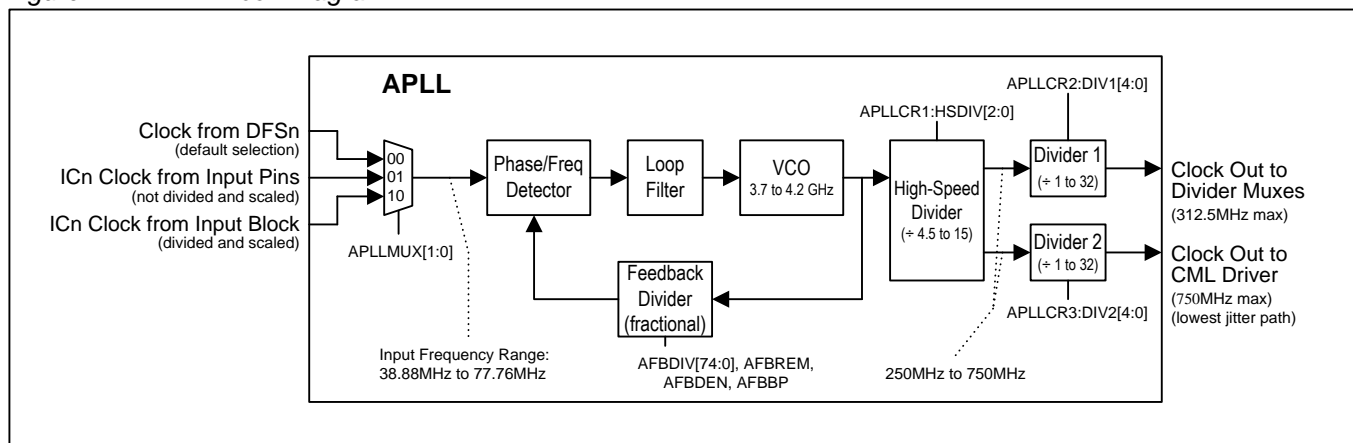 APLL
APLLCR2:DIV1[4:0]
APLLCR1:HSDIV[2:0]
Clock from DFSn
(default selection)
ICn Clock from Input Pins
(not divided and scaled)
ICn Clock from Input Block
(divided and scaled)
00
01
10
APLLMUX[1:0]
Phase/Freq
Detector
Loop
Filter
VCO
3.7 to 4.2 GHz
High-Speed
Divider
(÷ 4.5 to 15)
Divider 1
(÷ 1 to 32)
Divider 2
(÷ 1 to 32)
Clock Out to
Divider Muxes
(312.5MHz max)
Clock Out to
CML Driver
(750MHz max)
(lowest jitter path)
Feedback
Divider
(fractional)
APLLCR3:DIV2[4:0]
Input Frequency Range:
38.88MHz to 77.76MHz
AFBDIV[74:0], AFBREM,
AFBDEN, AFBBP
250MHz to 750MHz